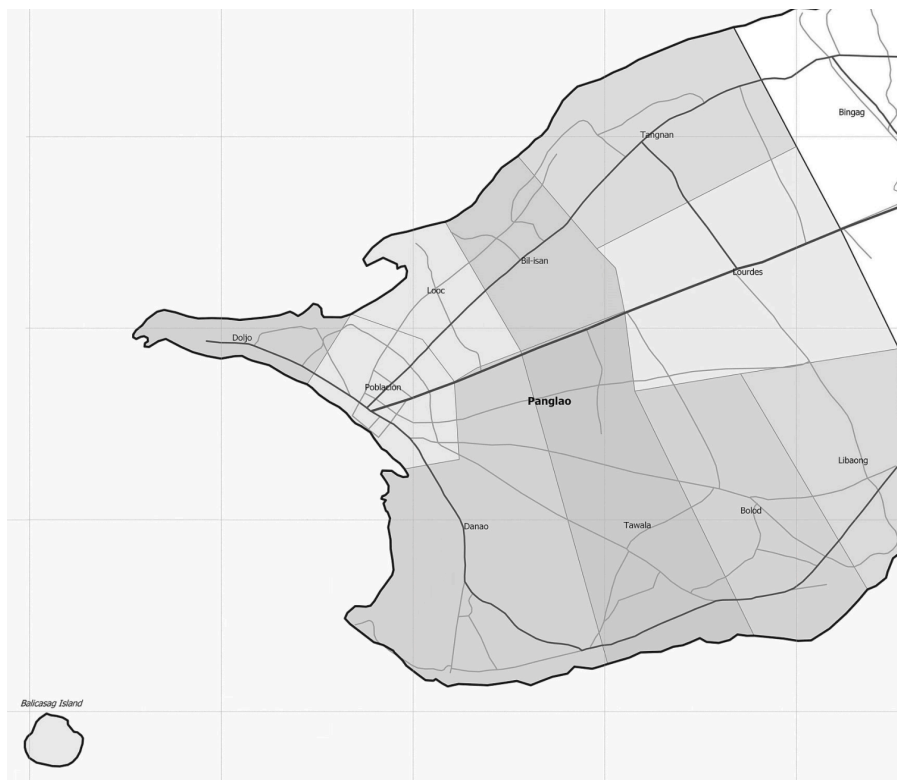 Bingag
Tangnan
Bil-isan
Lourdes
Looc
Doljo
Poblacion
Panglao
Libaong
Bolod
Tawala
Danao
Balicasag Island